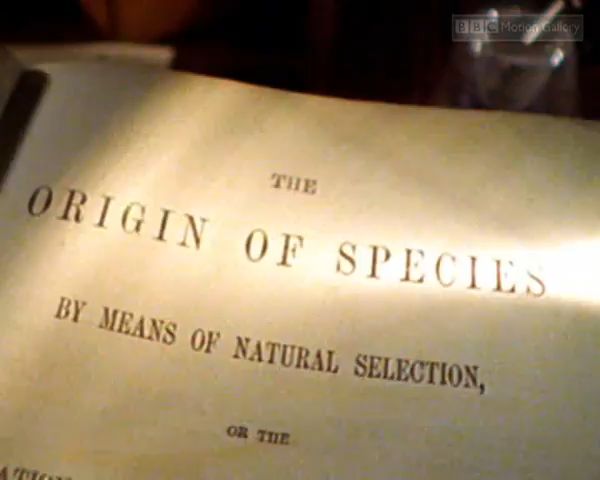 BBC Motion Gallery
THE
ORIGIN OF SPECIES
BY MEANS OF NATURAL SELECTION,
OR THE